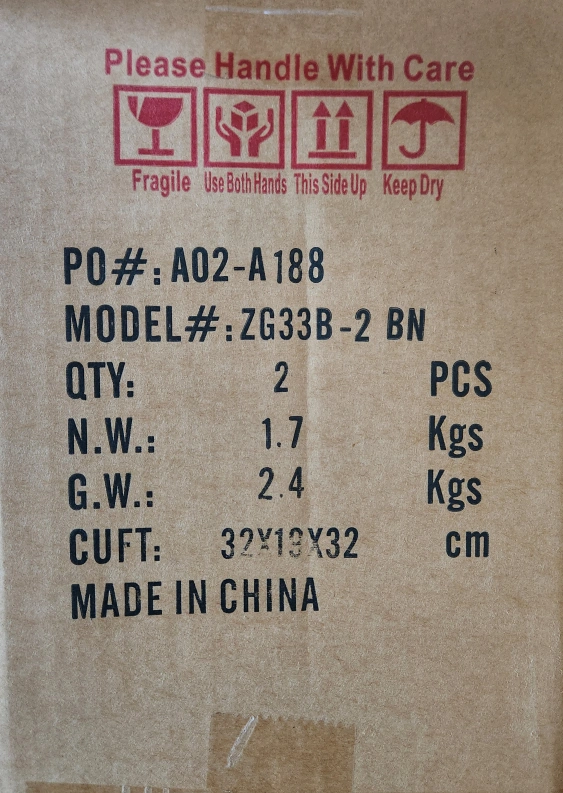 Please Handle With Care
Fragile Use Both Hands This Side Up Keep Dry
PO#: A02-A188
MODEL#: ZG33B-2 BN
QTY: 2 PCS
N.W.: 1.7 Kgs
G.W.: 2.4 Kgs
CUFT: 32X19X32 cm
MADE IN CHINA